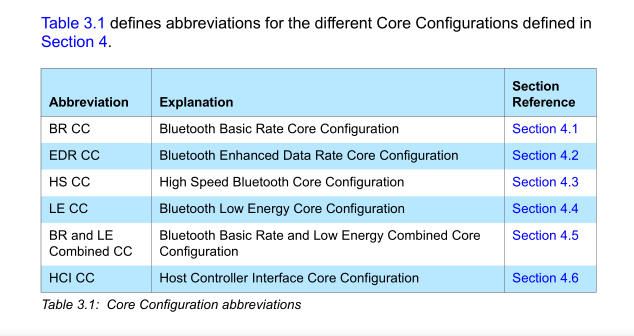 Table 3.1 defines abbreviations for the different Core Configurations defined in
Section 4.
Abbreviation Explanation Section Reference
BR CC Bluetooth Basic Rate Core Configuration Section 4.1
EDR CC Bluetooth Enhanced Data Rate Core Configuration Section 4.2
HS CC High Speed Bluetooth Core Configuration Section 4.3
LE CC Bluetooth Low Energy Core Configuration Section 4.4
BR and LE Bluetooth Basic Rate and Low Energy Combined Core Section 4.5
Combined CC Configuration
HCI CC Host Controller Interface Core Configuration Section 4.6
Table 3.1: Core Configuration abbreviations